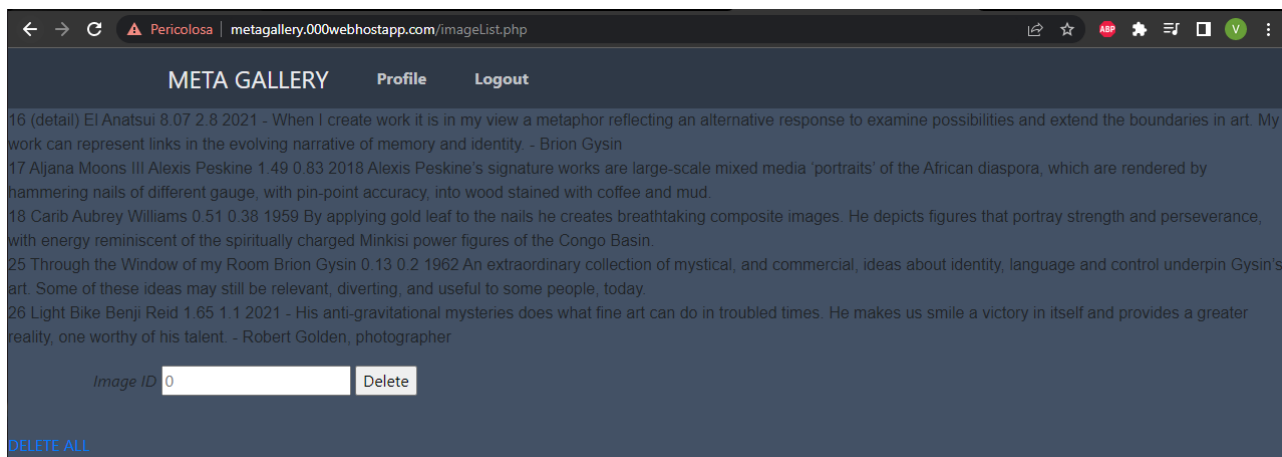 Pericolosa | metagallery.000webhostapp.com/imageList.php
ABP
V
META GALLERY Profile Logout
16 (detail) El Anatsui 8.07 2.8 2021 - When I create work it is in my view a metaphor reflecting an alternative response to examine possibilities and extend the boundaries in art. My
work can represent links in the evolving narrative of memory and identity. - Brion Gysin
17 Aljana Moons III Alexis Peskine 1.49 0.83 2018 Alexis Peskine's signature works are large-scale mixed media 'portraits' of the African diaspora, which are rendered by
hammering nails of different gauge, with pin-point accuracy, into wood stained with coffee and mud.
18 Carib Aubrey Williams 0.51 0.38 1959 By applying gold leaf to the nails he creates breathtaking composite images. He depicts figures that portray strength and perseverance,
with energy reminiscent of the spiritually charged Minkisi power figures of the Congo Basin.
25 Through the Window of my Room Brion Gysin 0.13 0.2 1962 An extraordinary collection of mystical, and commercial, ideas about identity, language and control underpin Gysin's
art. Some of these ideas may still be relevant, diverting, and useful to some people, today.
26 Light Bike Benji Reid 1.65 1.1 2021 - His anti-gravitational mysteries does what fine art can do in troubled times. He makes us smile a victory in itself and provides a greater
reality, one worthy of his talent. - Robert Golden, photographer
Image ID 0 Delete
DELETE ALL